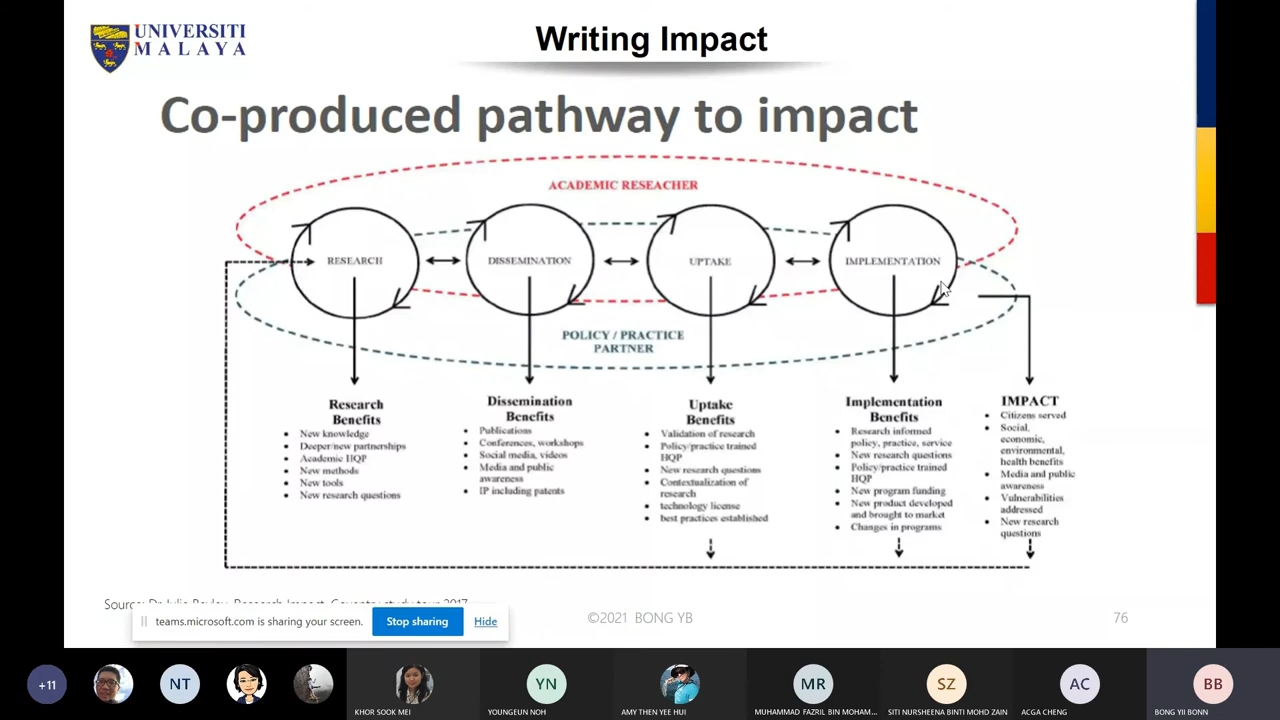 UNIVERSITI
MALAYA
Writing Impact
Co-produced pathway to impact
ACADEMIC RESEACHER
RESEARCH
DISSEMINATION
UPTAKE
IMPLEMENTATION
POLICY / PRACTICE
PARTNER
Research
Benefits
New knowledge
Deeper/new partnerships
Academic HQP
New methods
New tools
New research questions
Dissemination
Benefits
Publications
Conferences, workshops
Social media, videos
Media and public
awareness
IP including patents
Uptake
Benefits
Validation of research
Policy/practice trained
HQP
New research questions
Contextualization of
research
technology license
best practices established
Implementation
Benefits
Research informed
policy, practice, service
New research questions
Policy/practice trained
HQP
New program funding
New product developed
and brought to market
Changes in programs
IMPACT
Citizens served
Social,
economic,
environmental,
health benefits
Media and public
awareness
Vulnerabilities
addressed
New research
questions
teams.microsoft.com is sharing your screen.
Stop sharing
Hide
©2021 BONG YB
76
+11
NT
KHOR SOOK MEI
YN
YOUNGEUN NOH
AMY THEN YEE HUI
MR
MUHAMMAD FAZRIL BIN MOHAM...
SZ
SITI NURSHEENA BINTI MOHD ZAIN
AC
ACGA CHENG
BB
BONG YII BONN